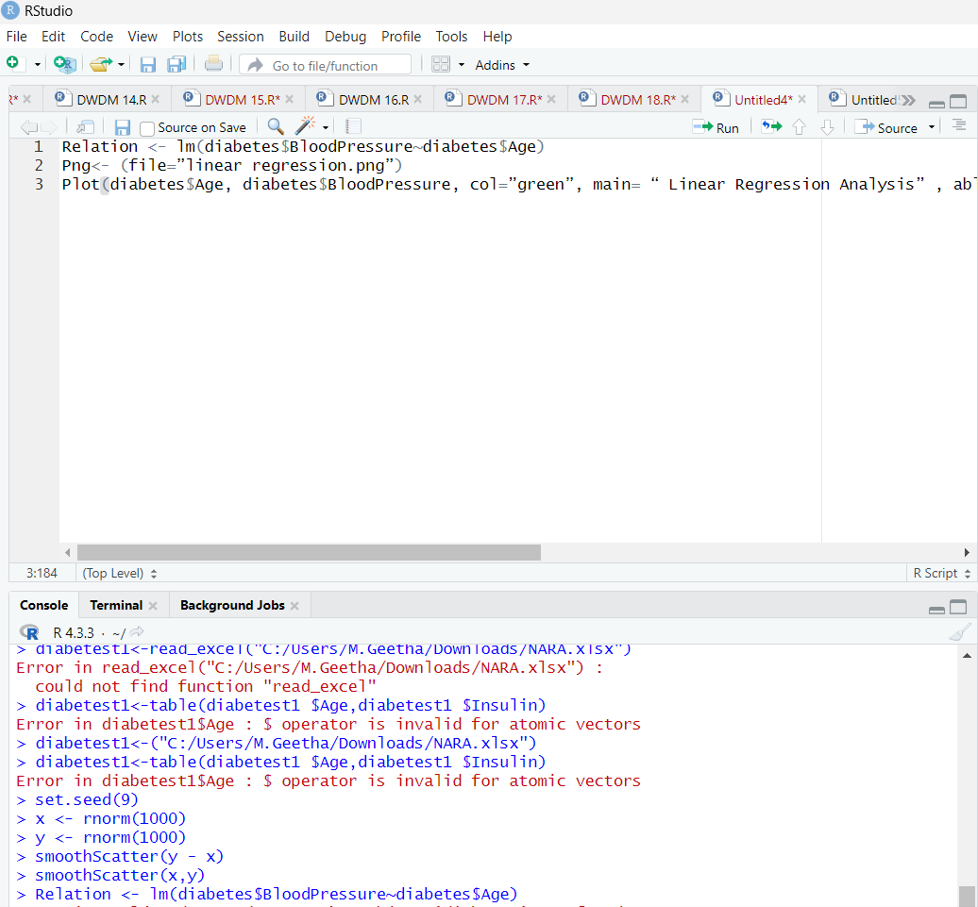 RStudio
File Edit Code View Plots Session Build Debug Profile Tools Help
Go to file/function Addins
R* DWDM 14.R DWDM 15.R* DWDM 16.R DWDM 17.R* DWDM 18.R* Untitled4* Untitled
Source on Save Run Source
1 Relation <- lm(diabetes$BloodPressure~diabetes$Age)
2 Png<- (file=”linear regression.png”)
3 Plot(diabetes$Age, diabetes$BloodPressure, col=”green”, main= “ Linear Regression Analysis” , abl
3:184 (Top Level) R Script
Console Terminal Background Jobs
R 4.3.3 · ~/
> diabetest1<-read_excel("C:/Users/M.Geetha/Downloads/NARA.xlsx")
Error in read_excel("C:/Users/M.Geetha/Downloads/NARA.xlsx") :
could not find function "read_excel"
> diabetest1<-table(diabetest1 $Age,diabetest1 $Insulin)
Error in diabetest1$Age : $ operator is invalid for atomic vectors
> diabetest1<-("C:/Users/M.Geetha/Downloads/NARA.xlsx")
> diabetest1<-table(diabetest1 $Age,diabetest1 $Insulin)
Error in diabetest1$Age : $ operator is invalid for atomic vectors
> set.seed(9)
> x <- rnorm(1000)
> y <- rnorm(1000)
> smoothScatter(y - x)
> smoothScatter(x,y)
> Relation <- lm(diabetes$BloodPressure~diabetes$Age)